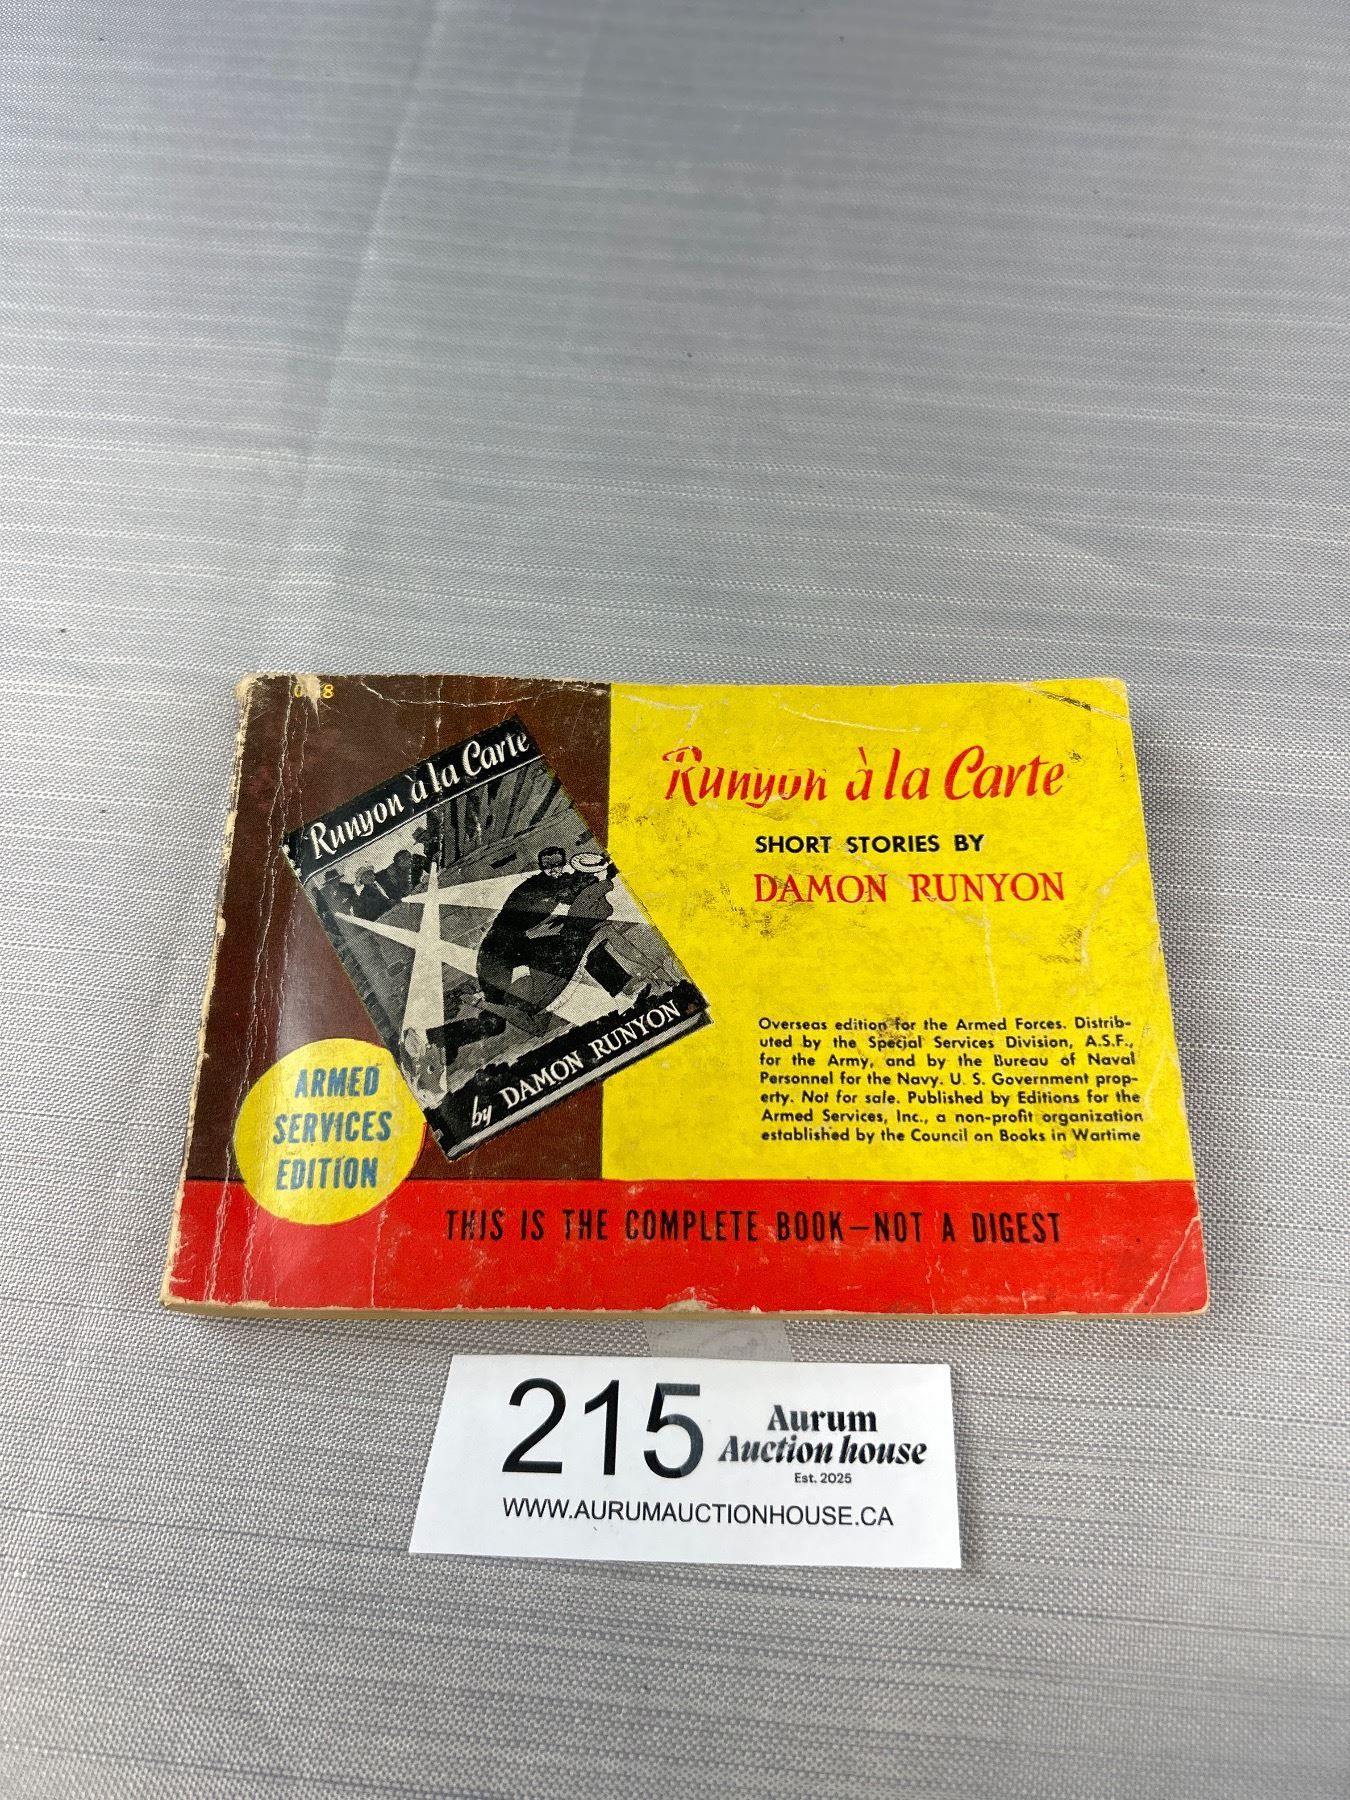 Runyon à la Carte
by DAMON RUNYON
ARMED
SERVICES
EDITION
Runyon à la Carte
SHORT STORIES BY
DAMON RUNYON
Overseas edition for the Armed Forces. Distrib-
uted by the Special Services Division, A.S.F.,
for the Army, and by the Bureau of Naval
Personnel for the Navy. U. S. Government prop-
erty. Not for sale. Published by Editions for the
Armed Services, Inc., a non-profit organization
established by the Council on Books in Wartime
THIS IS THE COMPLETE BOOK—NOT A DIGEST
215
Aurum
Auction house
Est. 2025
WWW.AURUMAUCTIONHOUSE.CA